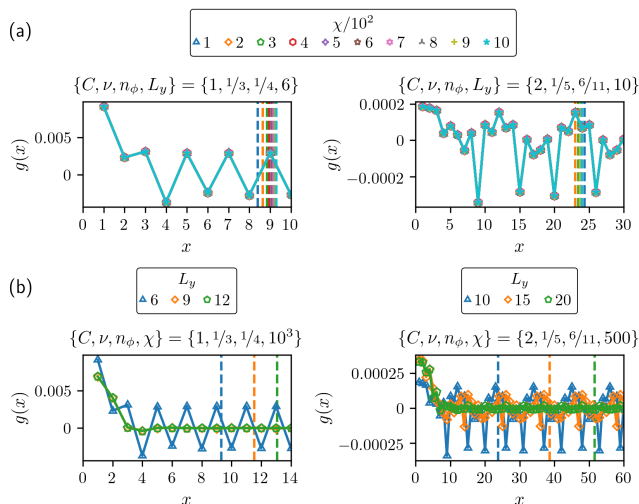 (a)
χ/10²
1 2 3 4 5 6 7 8 9 10
{C, ν, n_ϕ, L_y} = {1, 1/3, 1/4, 6}
{C, ν, n_ϕ, L_y} = {2, 1/5, 6/11, 10}
g(x)
0.005
0
0 1 2 3 4 5 6 7 8 9 10
x
g(x)
0.0002
0
−0.0002
0 5 10 15 20 25 30
x
(b)
L_y
6 9 12
L_y
10 15 20
{C, ν, n_ϕ, χ} = {1, 1/3, 1/4, 10³}
{C, ν, n_ϕ, χ} = {2, 1/5, 6/11, 500}
g(x)
0.005
0
0 2 4 6 8 10 12 14
x
g(x)
0.00025
0
−0.00025
0 10 20 30 40 50 60
x